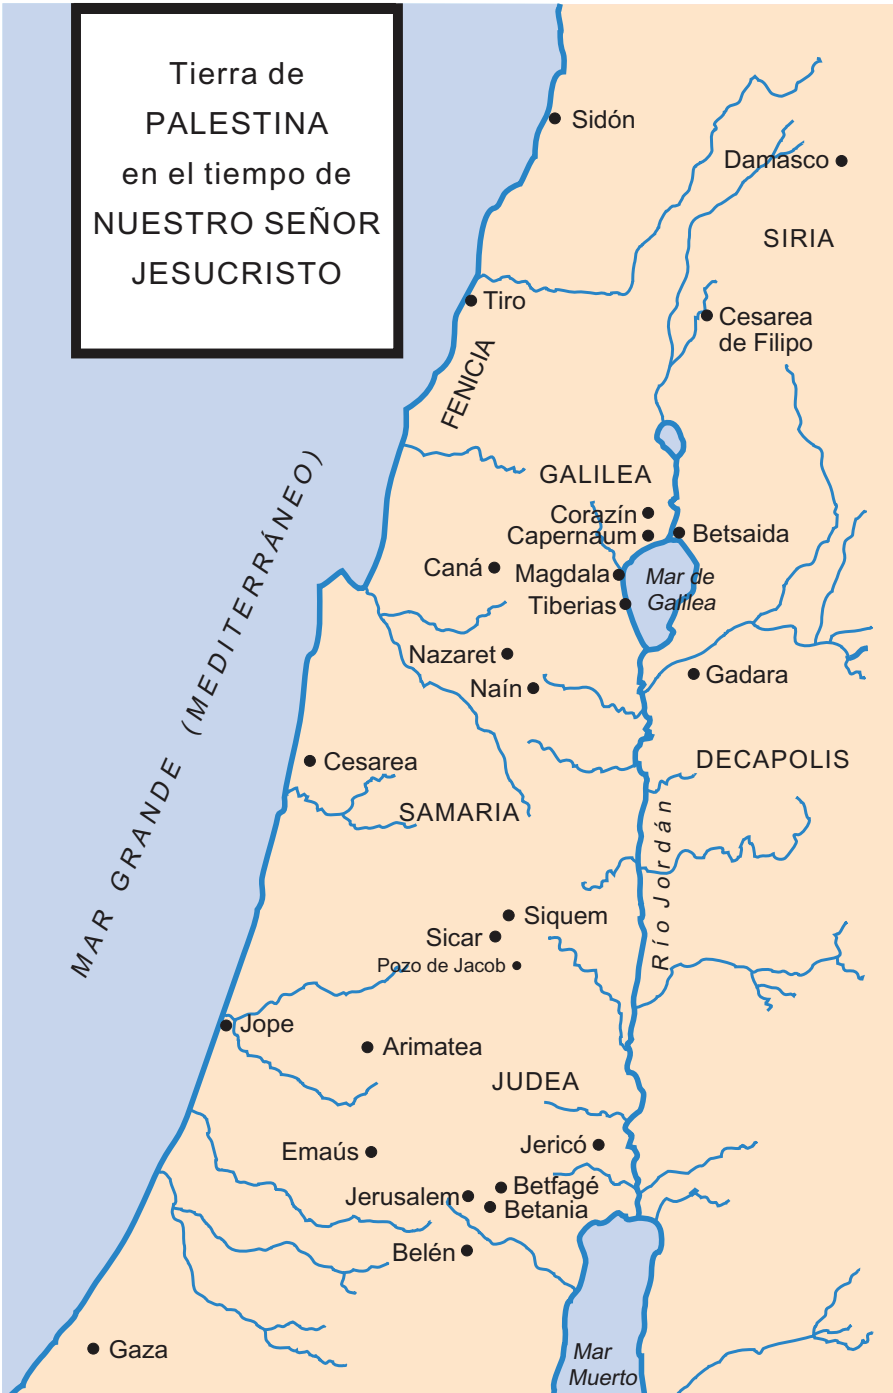 Tierra de
PALESTINA
en el tiempo de
NUESTRO SEÑOR
JESUCRISTO
Sidón
Damasco
SIRIA
Tiro
Cesarea
de Filipo
FENICIA
MAR GRANDE (MEDITERRÁNEO)
GALILEA
Corazín
Capernaum
Betsaida
Caná
Magdala
Mar de
Galilea
Tiberias
Nazaret
Gadara
Naín
Cesarea
DECAPOLIS
SAMARIA
Río Jordán
Siquem
Sicar
Pozo de Jacob
Jope
Arimatea
JUDEA
Emaús
Jericó
Betfagé
Jerusalem
Betania
Belén
Gaza
Mar
Muerto